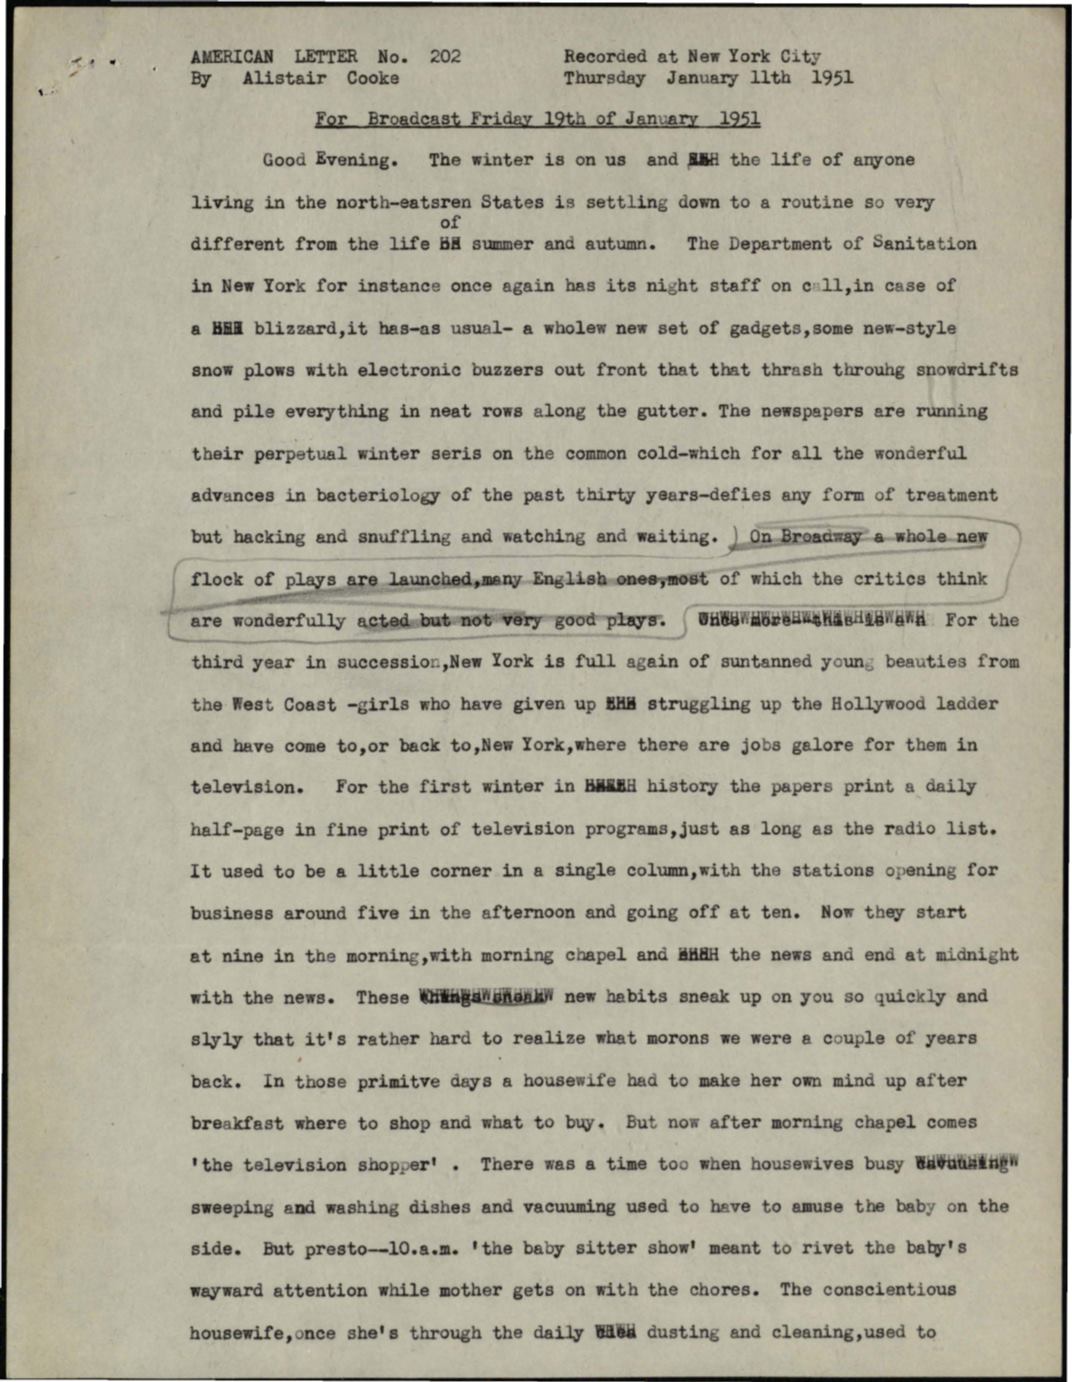 AMERICAN LETTER No. 202 Recorded at New York City
By Alistair Cooke Thursday January 11th 1951
For Broadcast Friday 19th of January 1951
Good Evening. The winter is on us and the life of anyone
living in the north-eatsren States is settling down to a routine so very
of
different from the life summer and autumn. The Department of Sanitation
in New York for instance once again has its night staff on call,in case of
a blizzard,it has-as usual- a wholew new set of gadgets,some new-style
snow plows with electronic buzzers out front that that thrash throuhg snowdrifts
and pile everything in neat rows along the gutter. The newspapers are running
their perpetual winter seris on the common cold-which for all the wonderful
advances in bacteriology of the past thirty years-defies any form of treatment
but hacking and snuffling and watching and waiting. ) On Broadway a whole new
flock of plays are launched,many English ones,most of which the critics think
are wonderfully acted but not very good plays. For the
third year in succession,New York is full again of suntanned young beauties from
the West Coast -girls who have given up struggling up the Hollywood ladder
and have come to,or back to,New York,where there are jobs galore for them in
television. For the first winter in history the papers print a daily
half-page in fine print of television programs,just as long as the radio list.
It used to be a little corner in a single column,with the stations opening for
business around five in the afternoon and going off at ten. Now they start
at nine in the morning,with morning chapel and the news and end at midnight
with the news. These new habits sneak up on you so quickly and
slyly that it's rather hard to realize what morons we were a couple of years
back. In those primitve days a housewife had to make her own mind up after
breakfast where to shop and what to buy. But now after morning chapel comes
'the television shopper' . There was a time too when housewives busy
sweeping and washing dishes and vacuuming used to have to amuse the baby on the
side. But presto--10.a.m. 'the baby sitter show' meant to rivet the baby's
wayward attention while mother gets on with the chores. The conscientious
housewife,once she's through the daily dusting and cleaning,used to